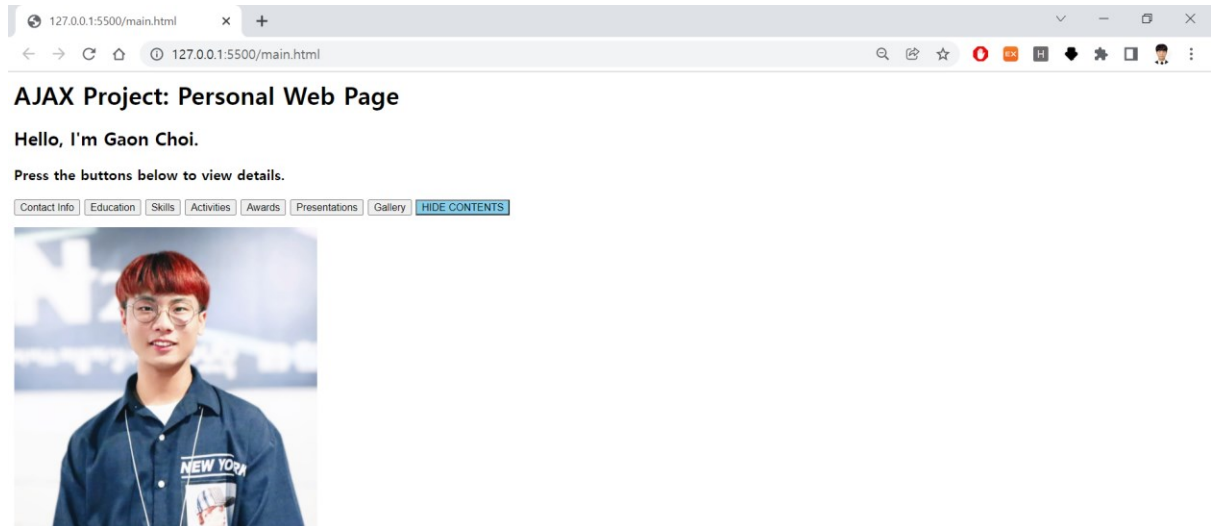 127.0.0.1:5500/main.html
127.0.0.1:5500/main.html
AJAX Project: Personal Web Page
Hello, I'm Gaon Choi.
Press the buttons below to view details.
Contact Info Education Skills Activities Awards Presentations Gallery HIDE CONTENTS
NEW YORK